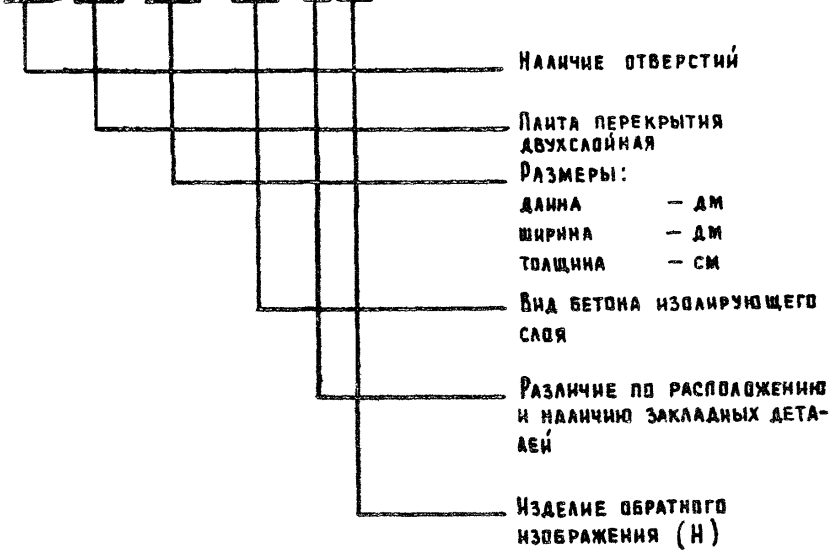 Наличие отверстий
Плита перекрытия
двухслойная
Размеры:
длина — дм
ширина — дм
толщина — см
Вид бетона изолирующего
слоя
Различие по расположению
и наличию закладных дета-
лей
Изделие обратного
изображения (Н)